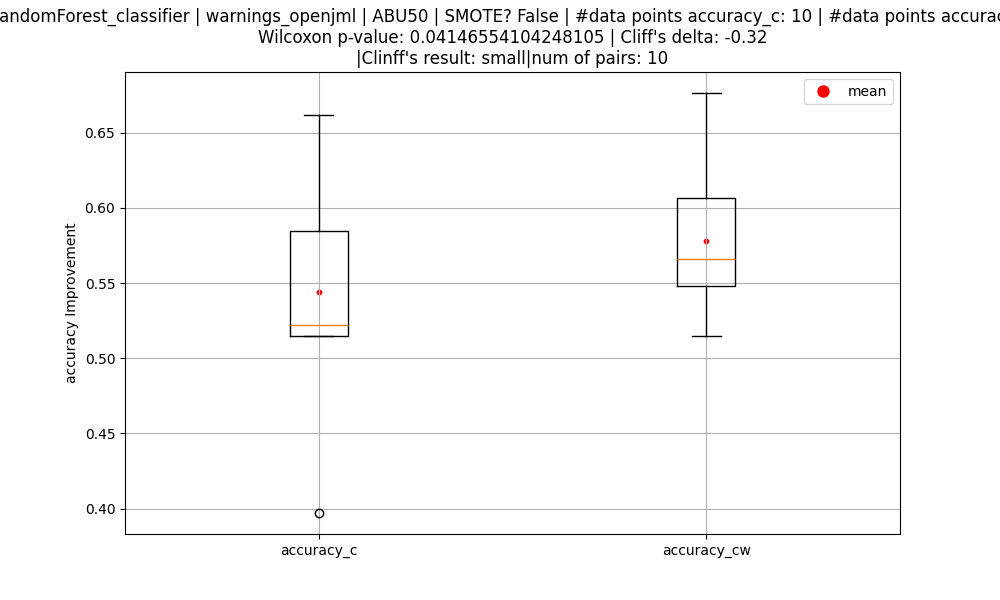 andomForest_classifier | warnings_openjml | ABU50 | SMOTE? False | #data points accuracy_c: 10 | #data points accurac
Wilcoxon p-value: 0.04146554104248105 | Cliff's delta: -0.32
|Clinff's result: small|num of pairs: 10
mean
0.65
0.60
0.55
0.50
0.45
0.40
accuracy Improvement
accuracy_c
accuracy_cw